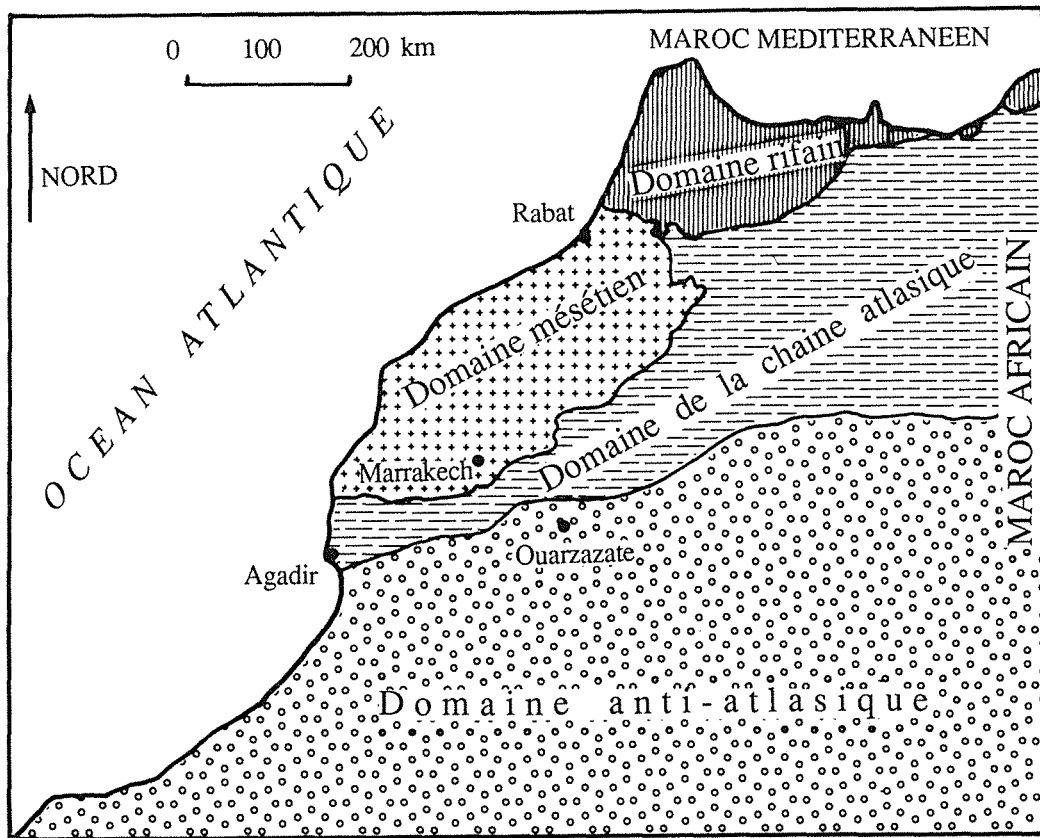 MAROC MEDITERRANEEN
0 100 200 km
NORD
OCEAN ATLANTIQUE
Domaine rifain
Rabat
Domaine mésétien
Domaine de la chaine atlasique
MAROC AFRICAIN
Marrakech
Ouarzazate
Agadir
Domaine anti-atlasique